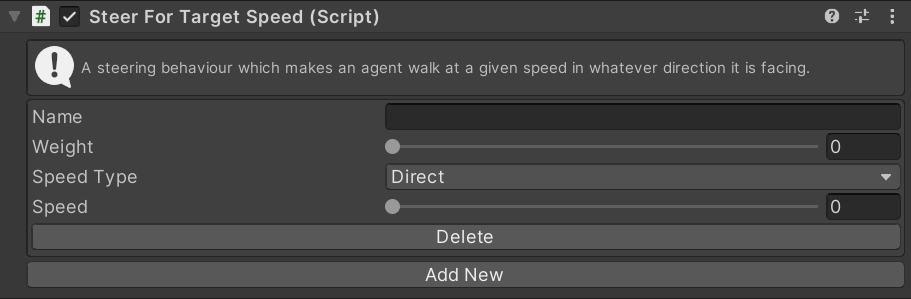 # Steer For Target Speed (Script)
A steering behaviour which makes an agent walk at a given speed in whatever direction it is facing.
Name
Weight 0
Speed Type Direct
Speed 0
Delete
Add New